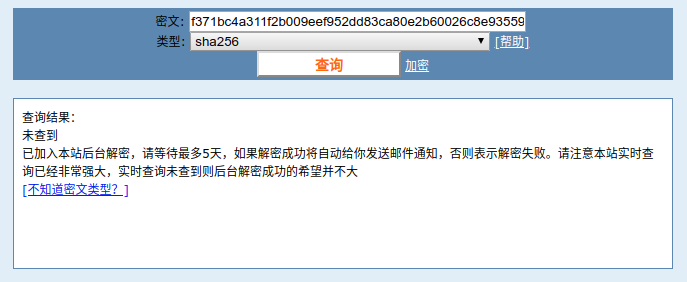 密文: f371bc4a311f2b009eef952dd83ca80e2b60026c8e93559
类型: sha256 [帮助]
查询 加密
查询结果:
未查到
已加入本站后台解密，请等待最多5天，如果解密成功将自动给你发送邮件通知，否则表示解密失败。请注意本站实时查
询已经非常强大，实时查询未查到则后台解密成功的希望并不大
[不知道密文类型？]